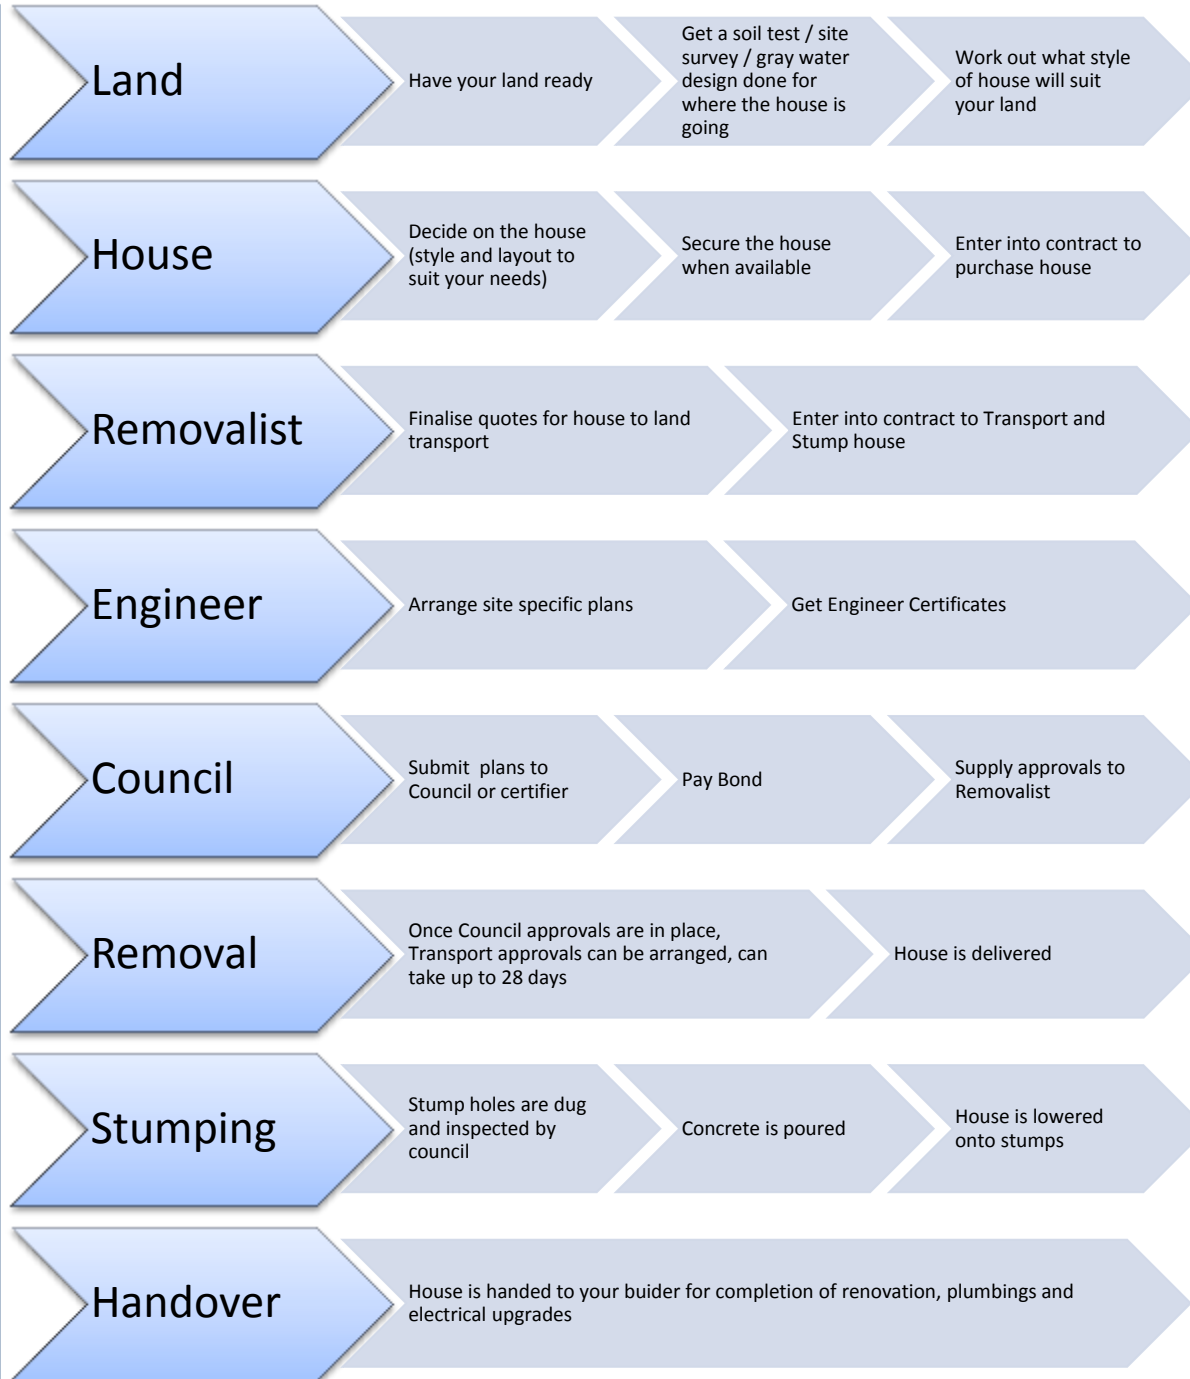 Land
Have your land ready
Get a soil test / site
survey / gray water
design done for
where the house is
going
Work out what style
of house will suit
your land
House
Decide on the house
(style and layout to
suit your needs)
Secure the house
when available
Enter into contract to
purchase house
Removalist
Finalise quotes for house to land
transport
Enter into contract to Transport and
Stump house
Engineer
Arrange site specific plans
Get Engineer Certificates
Council
Submit  plans to
Council or certifier
Pay Bond
Supply approvals to
Removalist
Removal
Once Council approvals are in place,
Transport approvals can be arranged, can
take up to 28 days
House is delivered
Stumping
Stump holes are dug
and inspected by
council
Concrete is poured
House is lowered
onto stumps
Handover
House is handed to your buider for completion of renovation, plumbings and
electrical upgrades